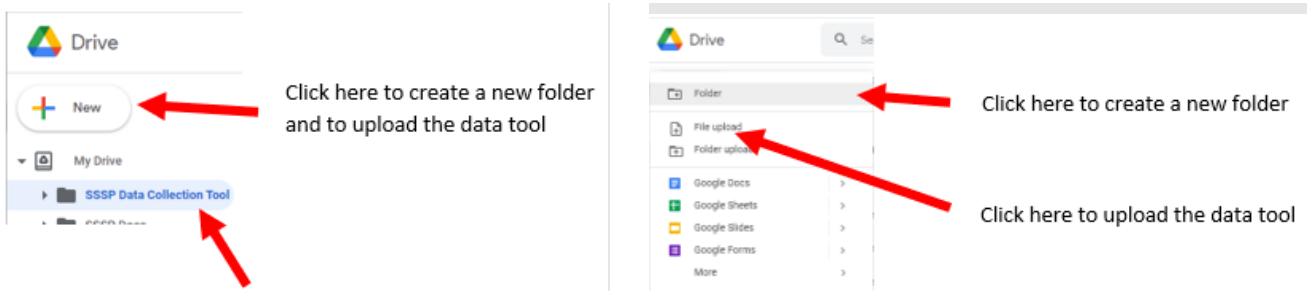 Drive
New
Click here to create a new folder
and to upload the data tool
My Drive
SSSP Data Collection Tool
Drive
Se
Folder
Click here to create a new folder
File upload
Folder upload
Google Docs
Google Sheets
Click here to upload the data tool
Google Slides
Google Forms
More